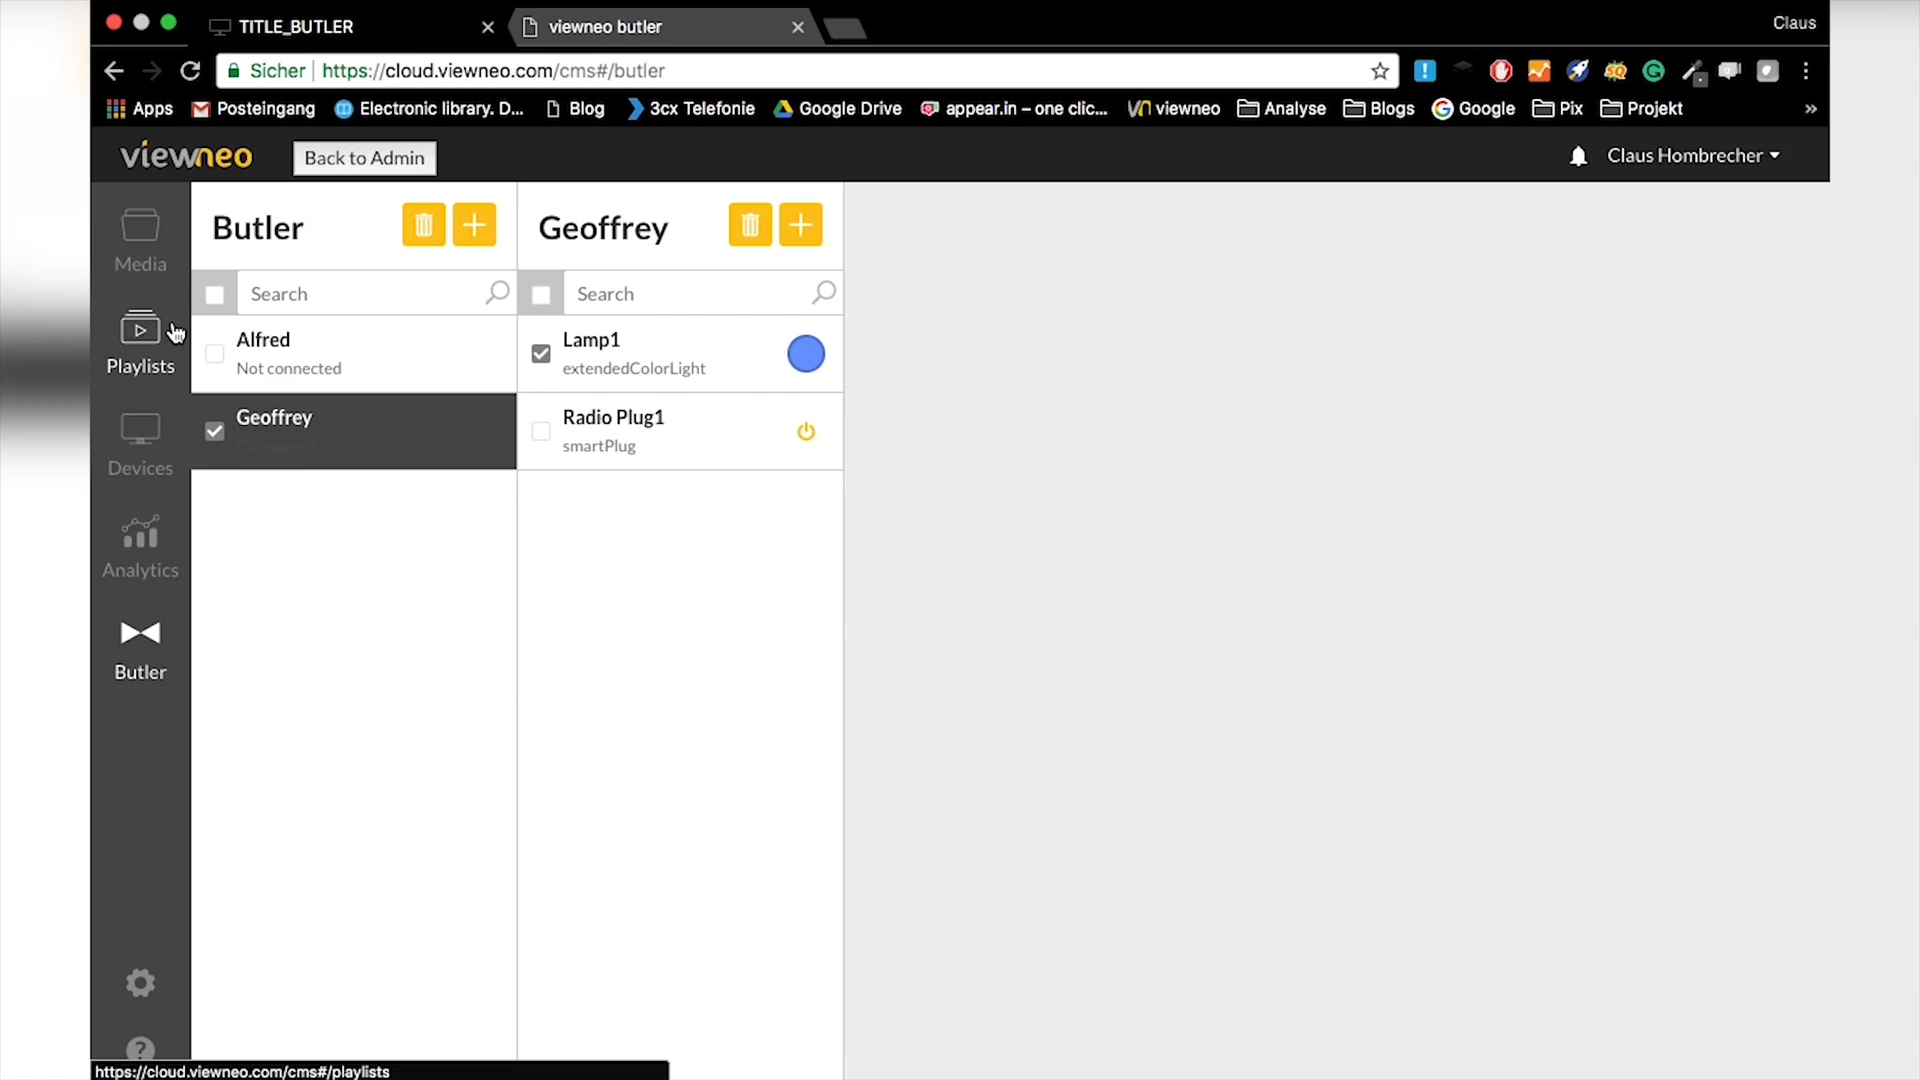 TITLE_BUTLER
viewneo butler
Claus
Sicher
https://cloud.viewneo.com/cms#/butler
Apps
Posteingang
Electronic library. D...
Blog
3cx Telefonie
Google Drive
appear.in – one clic...
viewneo
Analyse
Blogs
Google
Pix
Projekt
»
viewneo
Back to Admin
Claus Hombrecher
Media
Playlists
Devices
Analytics
Butler
Butler
Search
Alfred
Not connected
Geoffrey
Connected
Geoffrey
Search
Lamp1
extendedColorLight
Radio Plug1
smartPlug
https://cloud.viewneo.com/cms#/playlists